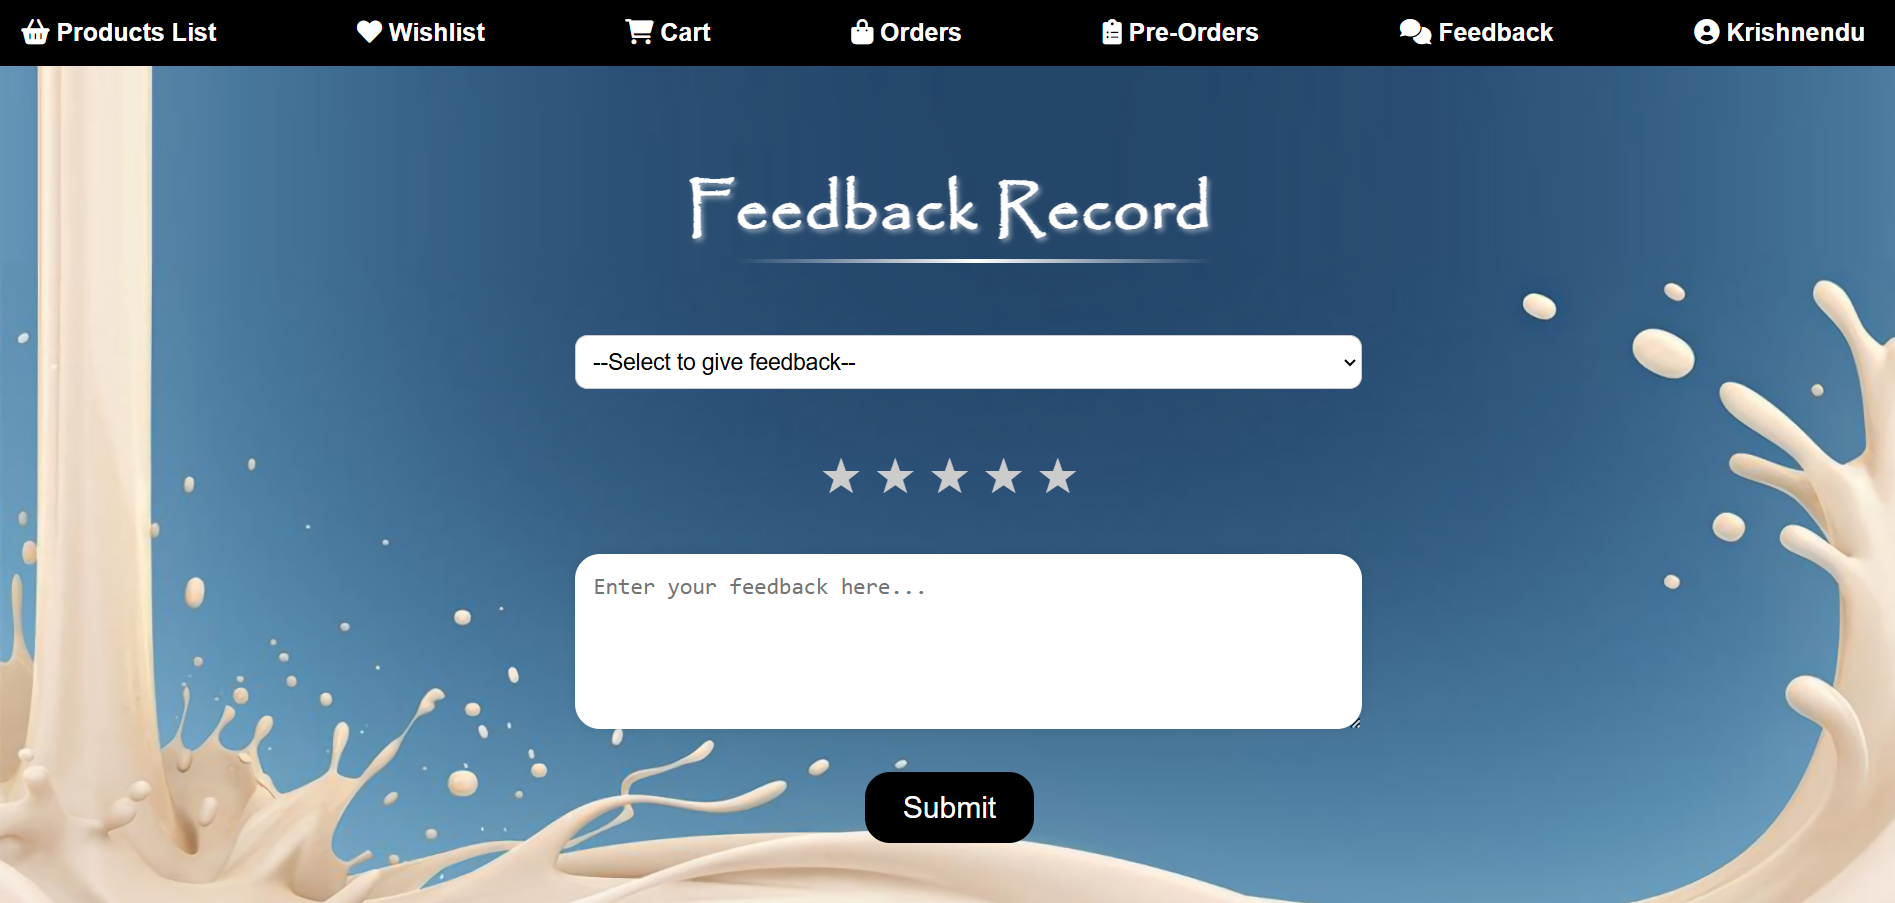 Products List Wishlist Cart Orders Pre-Orders Feedback Krishnendu
Feedback Record
--Select to give feedback--
Enter your feedback here...
Submit